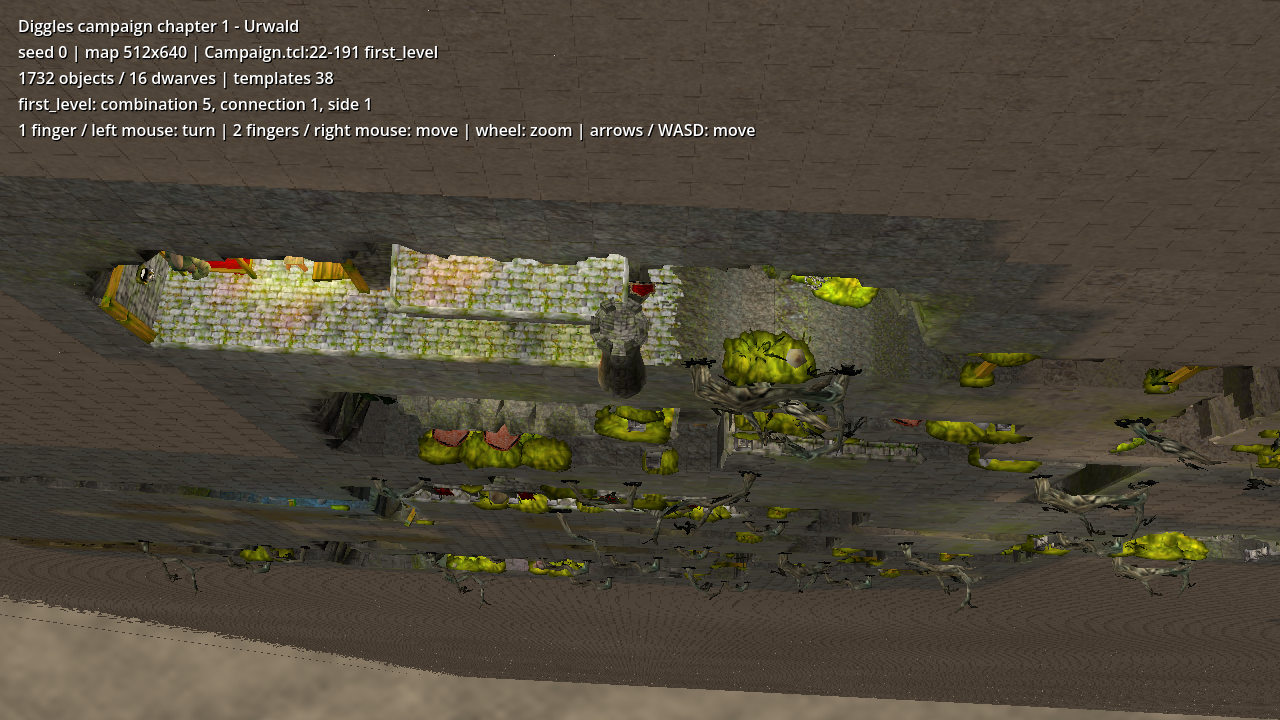 Diggles campaign chapter 1 - Urwald
seed 0 | map 512x640 | Campaign.tcl:22-191 first_level
1732 objects / 16 dwarves | templates 38
first_level: combination 5, connection 1, side 1
1 finger / left mouse: turn | 2 fingers / right mouse: move | wheel: zoom | arrows / WASD: move